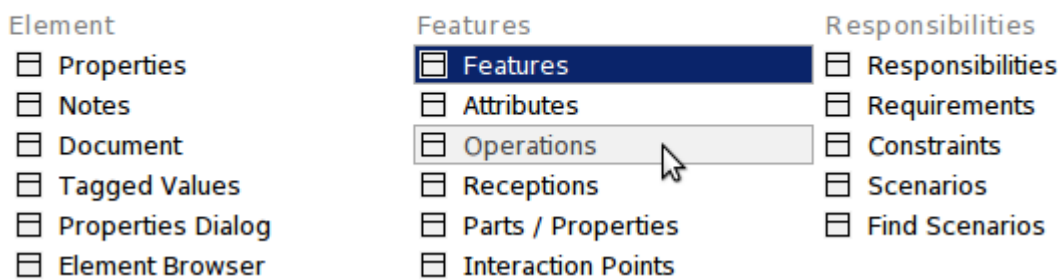 Element
Properties
Notes
Document
Tagged Values
Properties Dialog
Element Browser
Features
Features
Attributes
Operations
Receptions
Parts / Properties
Interaction Points
Responsibilities
Responsibilities
Requirements
Constraints
Scenarios
Find Scenarios